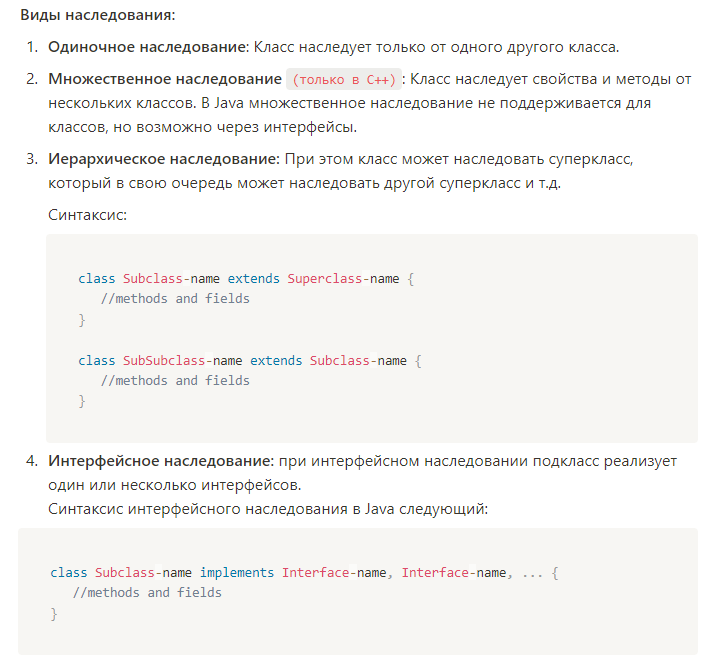 Виды наследования:
1. Одиночное наследование: Класс наследует только от одного другого класса.
2. Множественное наследование (только в C++) : Класс наследует свойства и методы от
нескольких классов. В Java множественное наследование не поддерживается для
классов, но возможно через интерфейсы.
3. Иерархическое наследование: При этом класс может наследовать суперкласс,
который в свою очередь может наследовать другой суперкласс и т.д.
Синтаксис:
class Subclass-name extends Superclass-name {
//methods and fields
}
class SubSubclass-name extends Subclass-name {
//methods and fields
}
4. Интерфейсное наследование: при интерфейсном наследовании подкласс реализует
один или несколько интерфейсов.
Синтаксис интерфейсного наследования в Java следующий:
class Subclass-name implements Interface-name, Interface-name, ... {
//methods and fields
}